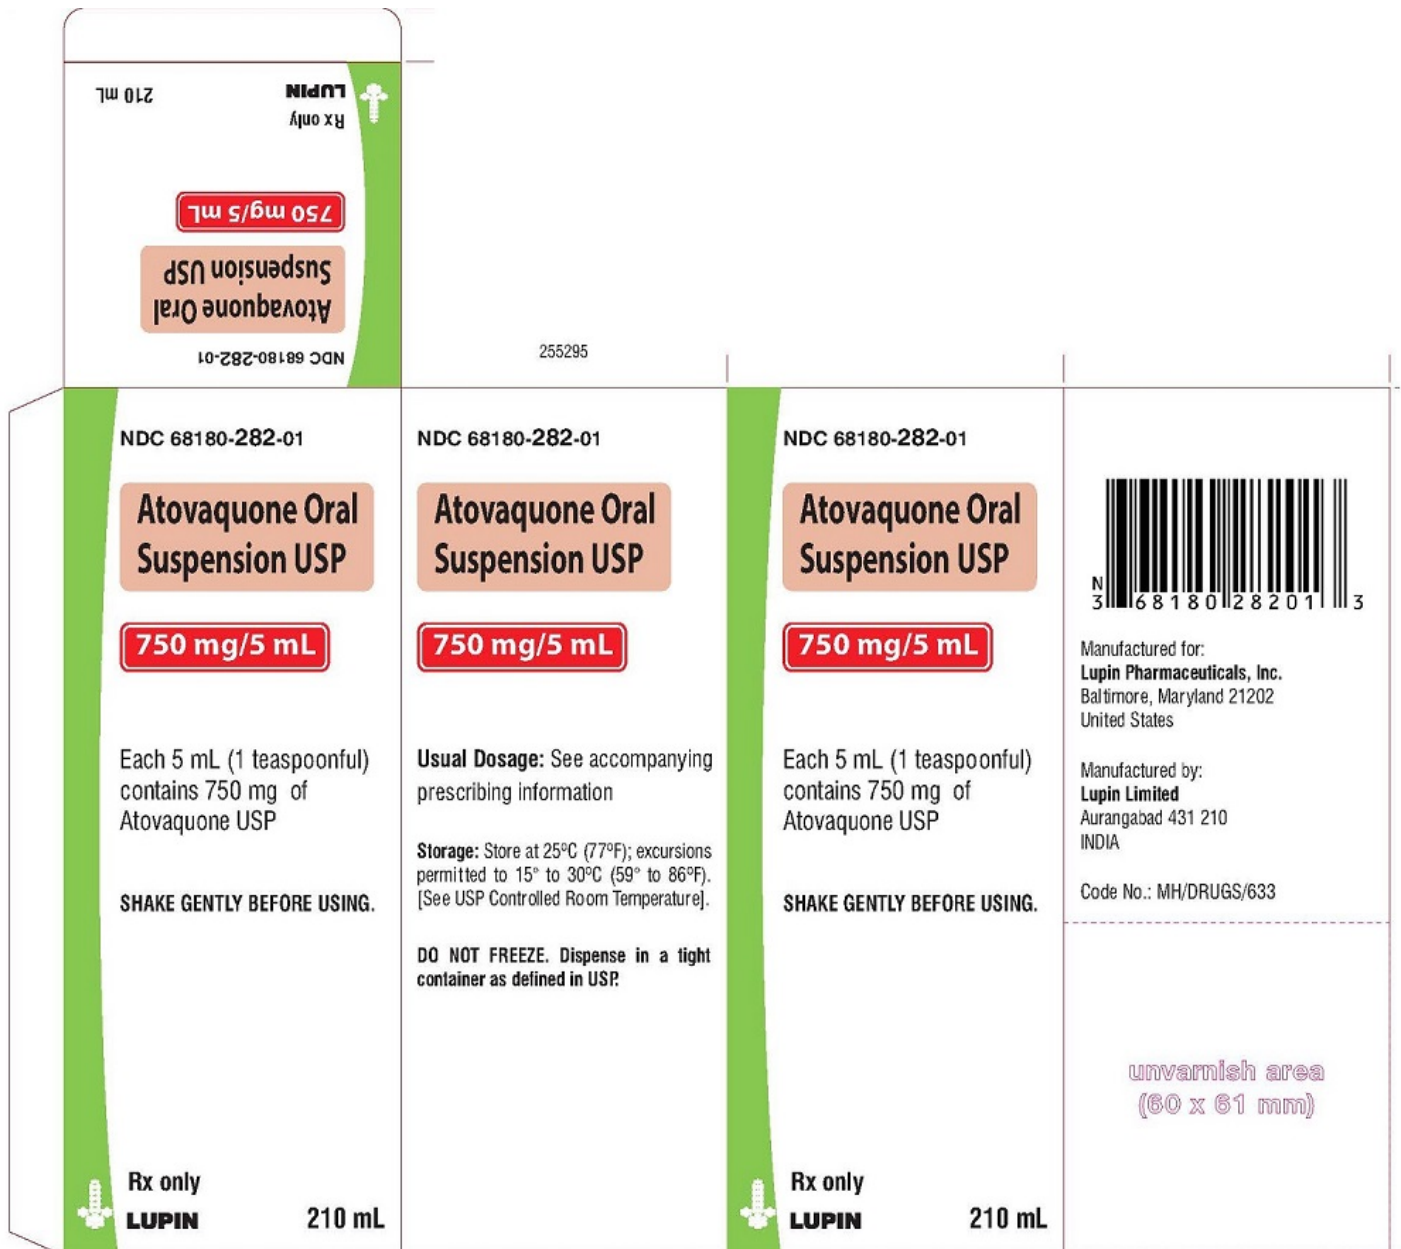 210 mL
LUPIN
Rx only
750 mg/5 mL
Atovaquone Oral
Suspension USP
NDC 68180-282-01
255295
NDC 68180-282-01
Atovaquone Oral
Suspension USP
750 mg/5 mL
Each 5 mL (1 teaspoonful)
contains 750 mg of
Atovaquone USP
SHAKE GENTLY BEFORE USING.
Rx only
LUPIN
210 mL
NDC 68180-282-01
Atovaquone Oral
Suspension USP
750 mg/5 mL
Usual Dosage: See accompanying
prescribing information
Storage: Store at 25ºC (77ºF); excursions
permitted to 15° to 30ºC (59° to 86ºF).
[See USP Controlled Room Temperature].
DO NOT FREEZE. Dispense in a tight
container as defined in USP.
NDC 68180-282-01
Atovaquone Oral
Suspension USP
750 mg/5 mL
Each 5 mL (1 teaspoonful)
contains 750 mg of
Atovaquone USP
SHAKE GENTLY BEFORE USING.
Rx only
LUPIN
210 mL
N
3 68180 28201 3
Manufactured for:
Lupin Pharmaceuticals, Inc.
Baltimore, Maryland 21202
United States
Manufactured by:
Lupin Limited
Aurangabad 431 210
INDIA
Code No.: MH/DRUGS/633
unvarnish area
(60 x 61 mm)